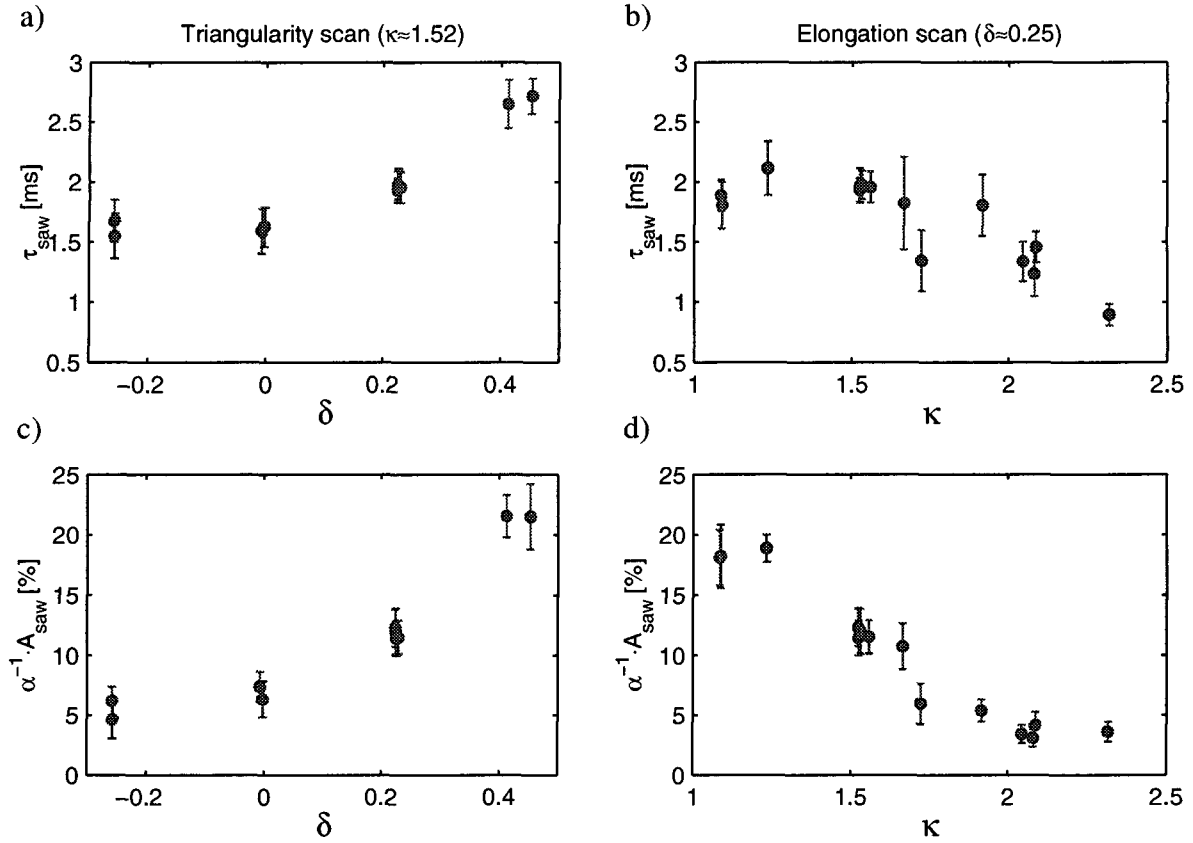 a)
Triangularity scan (κ≈1.52)
3
2.5
2
1.5
1
0.5
τsaw [ms]
−0.2
0
0.2
0.4
δ
b)
Elongation scan (δ≈0.25)
3
2.5
2
1.5
1
0.5
τsaw [ms]
1
1.5
2
2.5
κ
c)
25
20
15
10
5
0
α⁻¹·Asaw [%]
−0.2
0
0.2
0.4
δ
d)
25
20
15
10
5
0
α⁻¹·Asaw [%]
1
1.5
2
2.5
κ